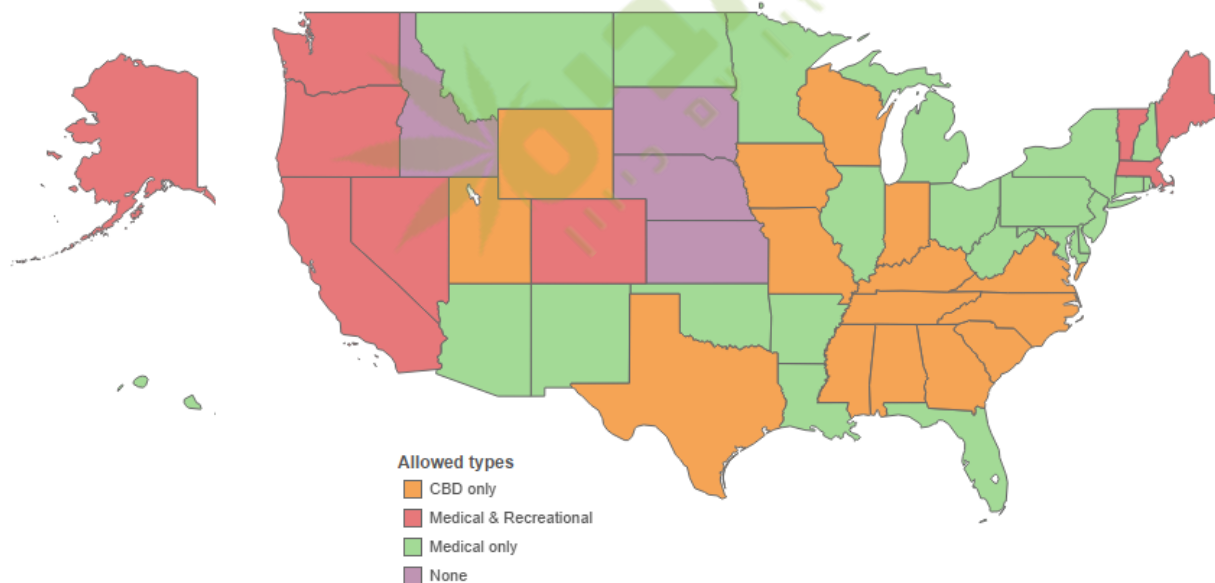 Allowed types
CBD only
Medical & Recreational
Medical only
None